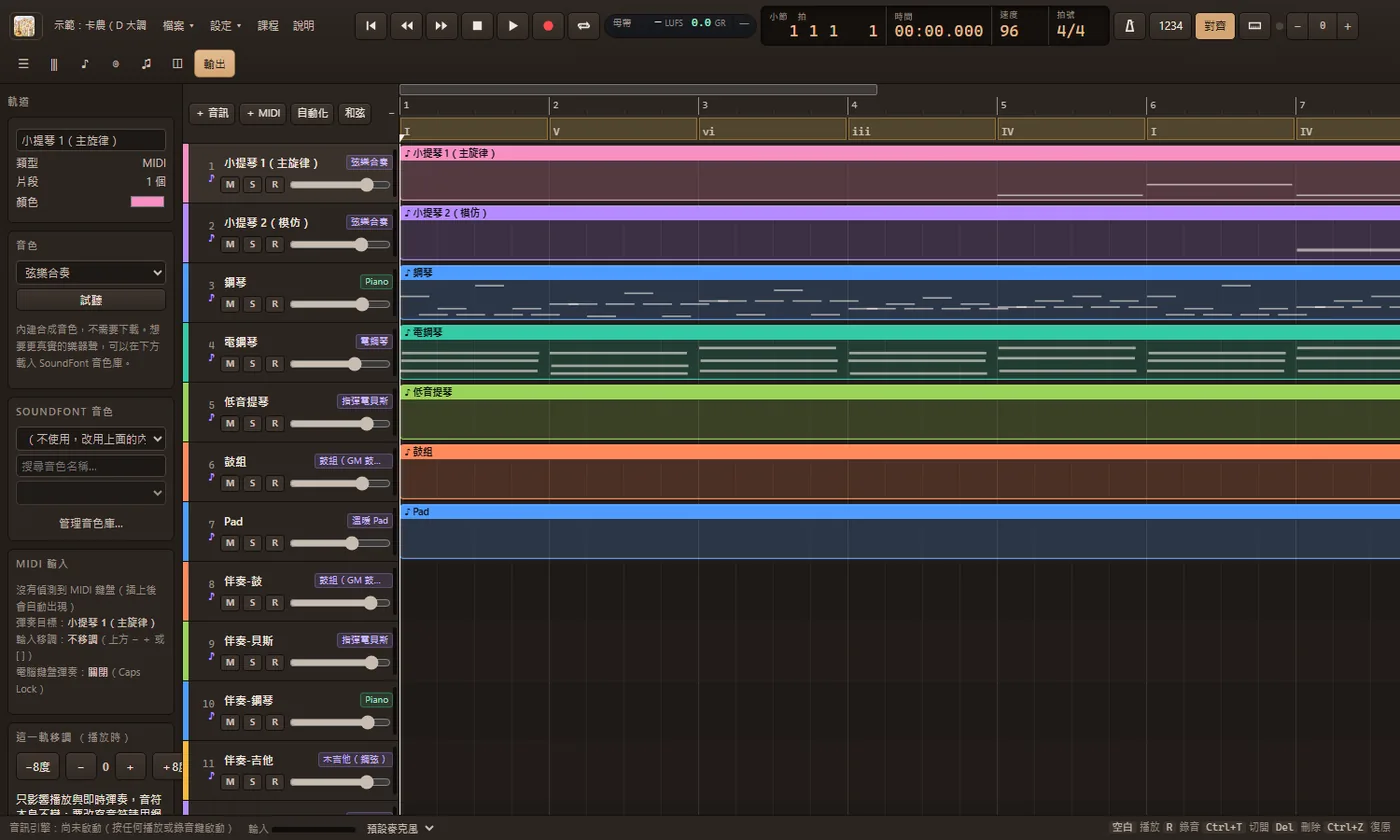 示範：卡農（D 大調
檔案 ▾
設定 ▾
課程
說明
母帶
− LUFS
0.0 GR
—
小節 拍
1 1 1 1
時間
00:00.000
速度
96
拍號
4/4
1234
對齊
− 0 +
輸出
軌道
小提琴 1（主旋律）
類型 MIDI
片段 1 個
顏色
音色
弦樂合奏
試聽
內建合成音色，不需要下載。想
要更真實的樂器聲，可以在下方
載入 SoundFont 音色庫。
SOUNDFONT 音色
（不使用，改用上面的內
搜尋音色名稱…
管理音色庫…
MIDI 輸入
沒有偵測到 MIDI 鍵盤（插上後
會自動出現）
彈奏目標：小提琴 1（主旋律）
輸入移調：不移調（上方 − + 或
[ ]）
電腦鍵盤彈奏：關閉（Caps
Lock）
這一軌移調 （播放時）
−8度 − 0 + +8度
只影響播放與即時彈奏，音符
+ 音訊
+ MIDI
自動化
和弦
−
1 2 3 4 5 6 7
I V vi iii IV I IV
1 小提琴 1（主旋律） 弦樂合奏
M S R
2 小提琴 2（模仿） 弦樂合奏
M S R
3 鋼琴 Piano
M S R
4 電鋼琴 電鋼琴
M S R
5 低音提琴 指彈電貝斯
M S R
6 鼓組 鼓組（GM 鼓…
M S R
7 Pad 溫暖 Pad
M S R
8 伴奏-鼓 鼓組（GM 鼓…
M S R
9 伴奏-貝斯 指彈電貝斯
M S R
10 伴奏-鋼琴 Piano
M S R
11 伴奏-吉他 木吉他（鋼弦）
M S R
♪ 小提琴 1（主旋律）
♪ 小提琴 2（模仿）
♪ 鋼琴
♪ 電鋼琴
♪ 低音提琴
♪ 鼓組
♪ Pad
音訊引擎：尚未啟動（按任何播放或錄音鍵啟動）
輸入
預設麥克風
空白 播放 R 錄音 Ctrl+T 切開 Del 刪除 Ctrl+Z 復原